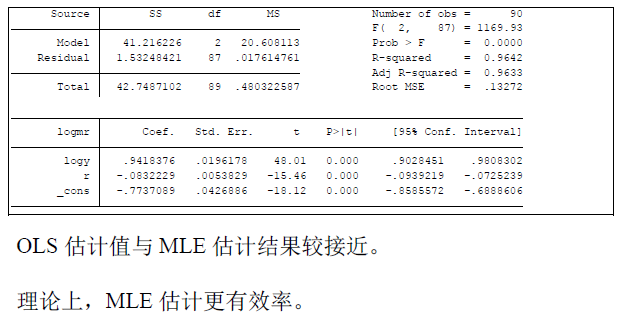 Source SS df MS Number of obs = 90
F( 2, 87) = 1169.93
Model 41.216226 2 20.608113 Prob > F = 0.0000
Residual 1.53248421 87 .017614761 R-squared = 0.9642
Adj R-squared = 0.9633
Total 42.7487102 89 .480322587 Root MSE = .13272
logmr Coef. Std. Err. t P>|t| [95% Conf. Interval]
logy .9418376 .0196178 48.01 0.000 .9028451 .9808302
r -.0832229 .0053829 -15.46 0.000 -.0939219 -.0725239
_cons -.7737089 .0426886 -18.12 0.000 -.8585572 -.6888606
OLS 估计值与 MLE 估计结果较接近。
理论上，MLE 估计更有效率。